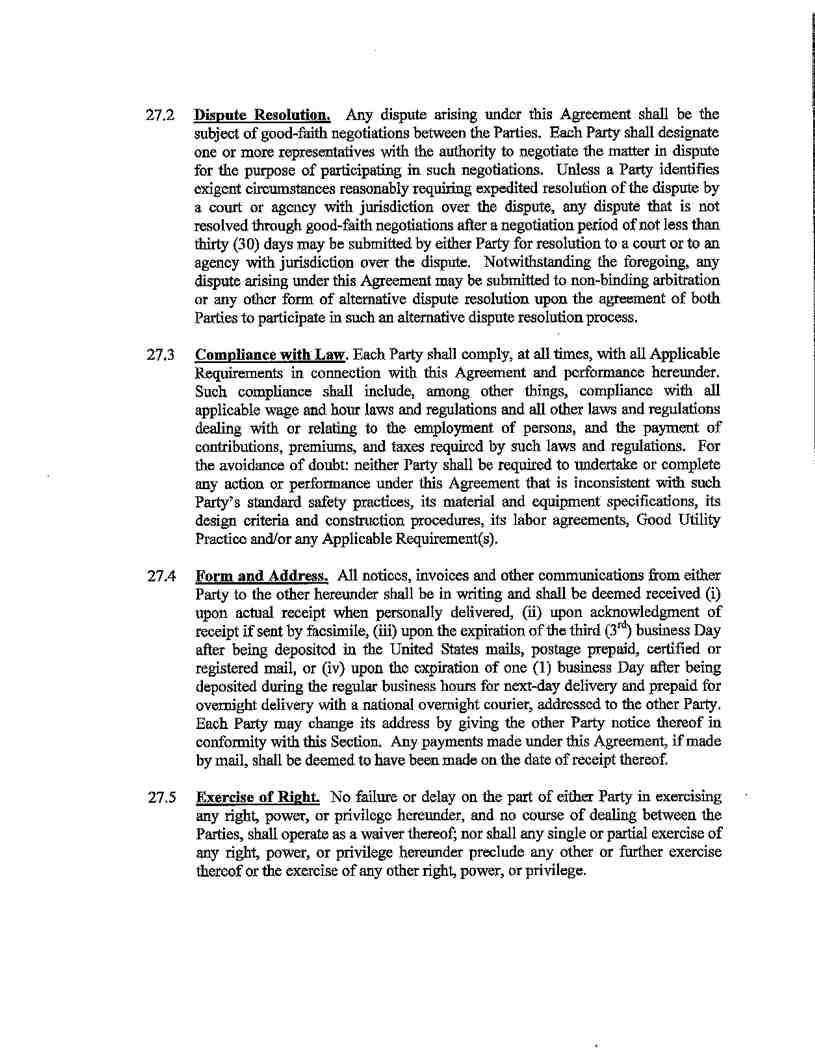 27.2 Dispute Resolution. Any dispute arising under this Agreement shall be the
subject of good-faith negotiations between the Parties. Each Party shall designate
one or more representatives with the authority to negotiate the matter in dispute
for the purpose of participating in such negotiations. Unless a Party identifies
exigent circumstances reasonably requiring expedited resolution of the dispute by
a court or agency with jurisdiction over the dispute, any dispute that is not
resolved through good-faith negotiations after a negotiation period of not less than
thirty (30) days may be submitted by either Party for resolution to a court or to an
agency with jurisdiction over the dispute. Notwithstanding the foregoing, any
dispute arising under this Agreement may be submitted to non-binding arbitration
or any other form of alternative dispute resolution upon the agreement of both
Parties to participate in such an alternative dispute resolution process.
27.3 Compliance with Law. Each Party shall comply, at all times, with all Applicable
Requirements in connection with this Agreement and performance hereunder.
Such compliance shall include, among other things, compliance with all
applicable wage and hour laws and regulations and all other laws and regulations
dealing with or relating to the employment of persons, and the payment of
contributions, premiums, and taxes required by such laws and regulations. For
the avoidance of doubt: neither Party shall be required to undertake or complete
any action or performance under this Agreement that is inconsistent with such
Party's standard safety practices, its material and equipment specifications, its
design criteria and construction procedures, its labor agreements, Good Utility
Practice and/or any Applicable Requirement(s).
27.4 Form and Address. All notices, invoices and other communications from either
Party to the other hereunder shall be in writing and shall be deemed received (i)
upon actual receipt when personally delivered, (ii) upon acknowledgment of
receipt if sent by facsimile, (iii) upon the expiration of the third (3rd) business Day
after being deposited in the United States mails, postage prepaid, certified or
registered mail, or (iv) upon the expiration of one (1) business Day after being
deposited during the regular business hours for next-day delivery and prepaid for
overnight delivery with a national overnight courier, addressed to the other Party.
Each Party may change its address by giving the other Party notice thereof in
conformity with this Section. Any payments made under this Agreement, if made
by mail, shall be deemed to have been made on the date of receipt thereof.
27.5 Exercise of Right. No failure or delay on the part of either Party in exercising
any right, power, or privilege hereunder, and no course of dealing between the
Parties, shall operate as a waiver thereof; nor shall any single or partial exercise of
any right, power, or privilege hereunder preclude any other or further exercise
thereof or the exercise of any other right, power, or privilege.